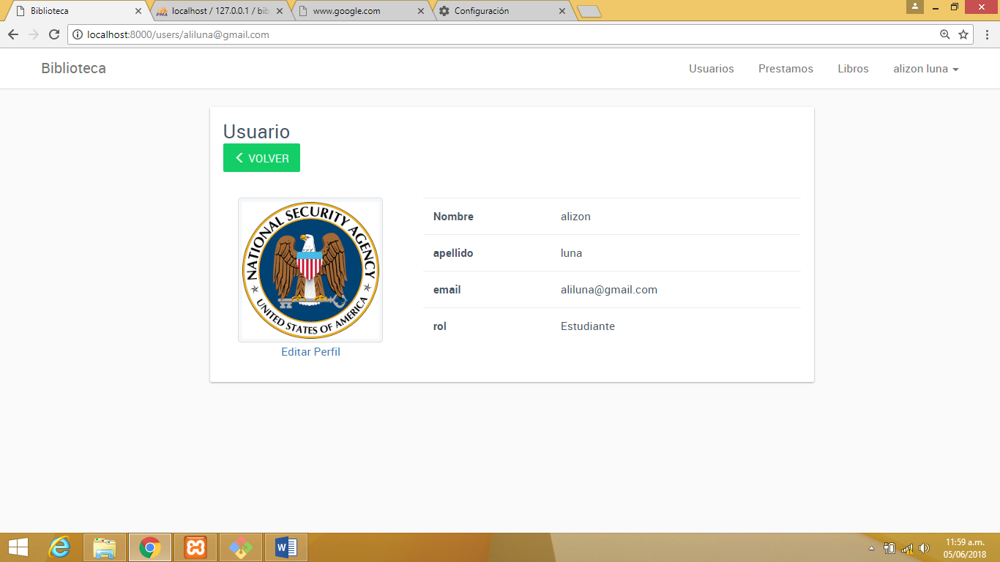 Biblioteca
localhost / 127.0.0.1 / bib
www.google.com
Configuración
localhost:8000/users/aliluna@gmail.com
Biblioteca
Usuarios
Prestamos
Libros
alizon luna
Usuario
VOLVER
NATIONAL SECURITY AGENCY
UNITED STATES OF AMERICA
Editar Perfil
Nombre alizon
apellido luna
email aliluna@gmail.com
rol Estudiante
11:59 a.m.
05/06/2018